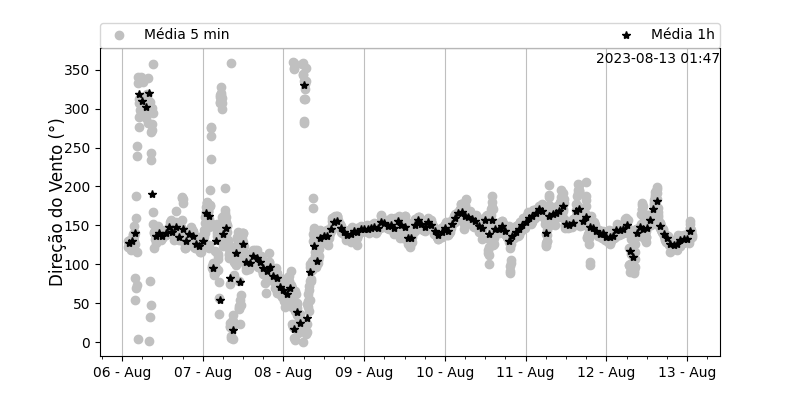 Média 5 min
Média 1h
2023-08-13 01:47
Direção do Vento (°)
350
300
250
200
150
100
50
0
06 - Aug
07 - Aug
08 - Aug
09 - Aug
10 - Aug
11 - Aug
12 - Aug
13 - Aug